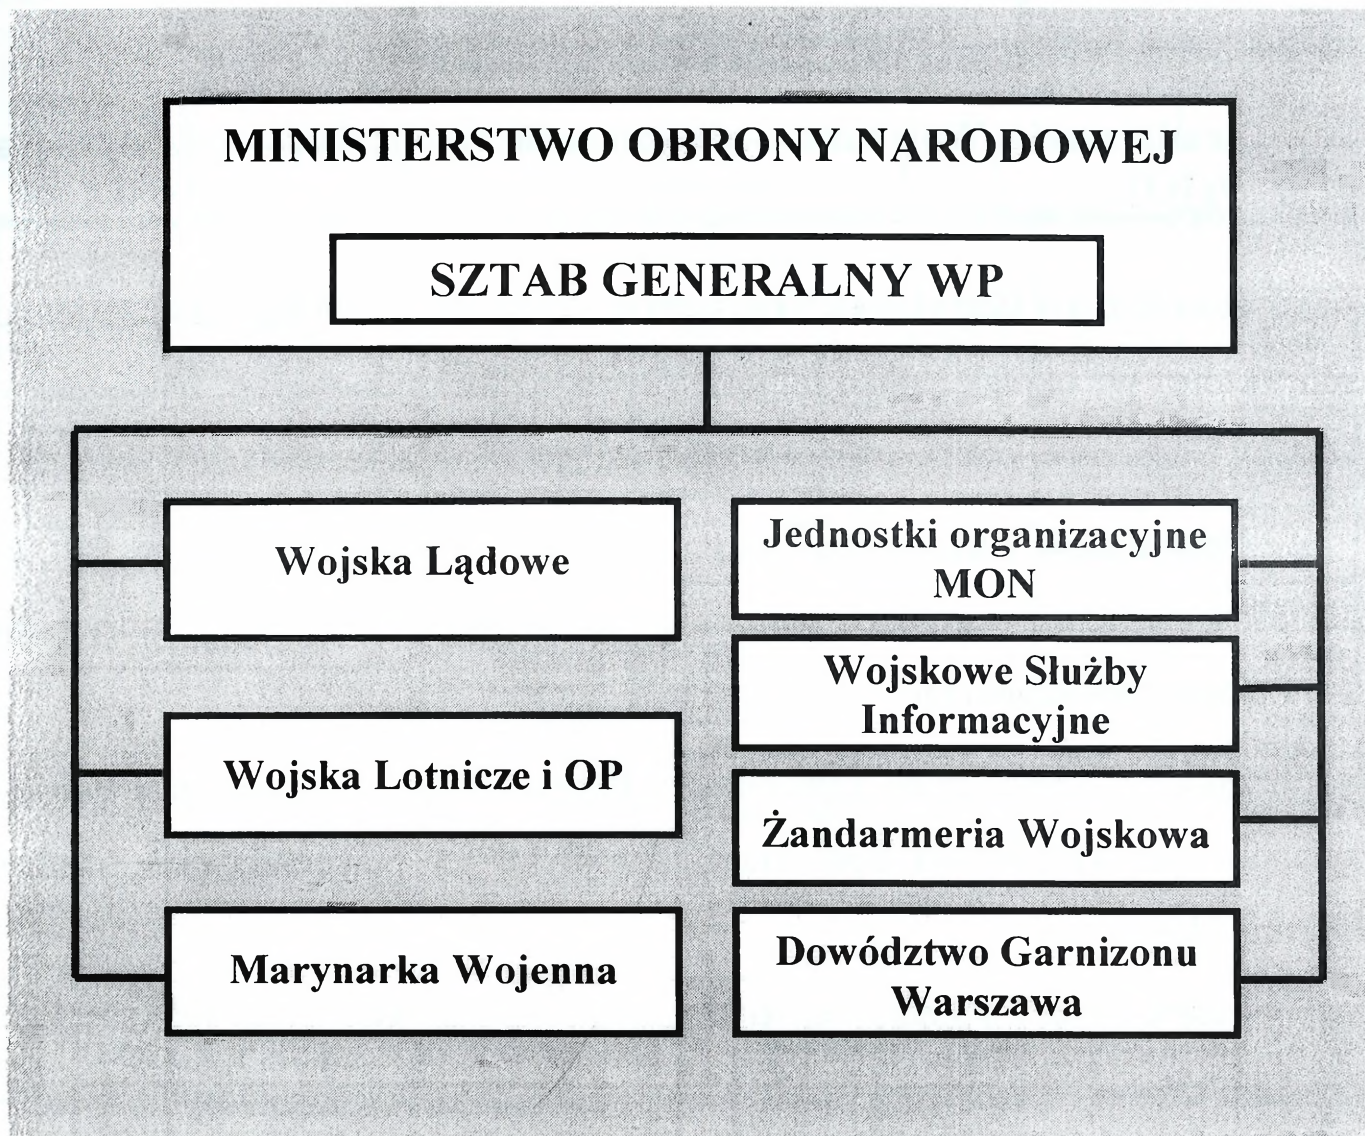 MINISTERSTWO OBRONY NARODOWEJ
SZTAB GENERALNY WP
Wojska Lądowe
Wojska Lotnicze i OP
Marynarka Wojenna
Jednostki organizacyjne
MON
Wojskowe Służby
Informacyjne
Żandarmeria Wojskowa
Dowództwo Garnizonu
Warszawa